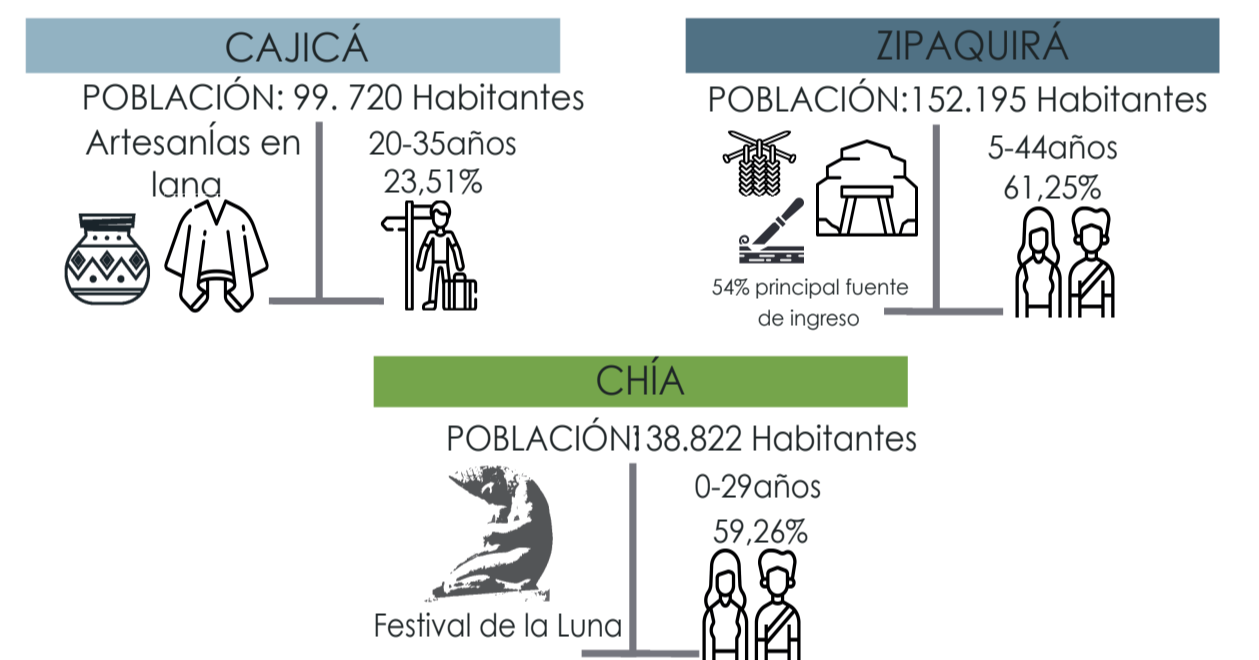 CAJICÁ
POBLACIÓN: 99. 720 Habitantes
Artesanías en
lana
20-35años
23,51%
ZIPAQUIRÁ
POBLACIÓN:152.195 Habitantes
5-44años
61,25%
54% principal fuente
de ingreso
CHÍA
POBLACIÓN:138.822 Habitantes
0-29años
59,26%
Festival de la Luna